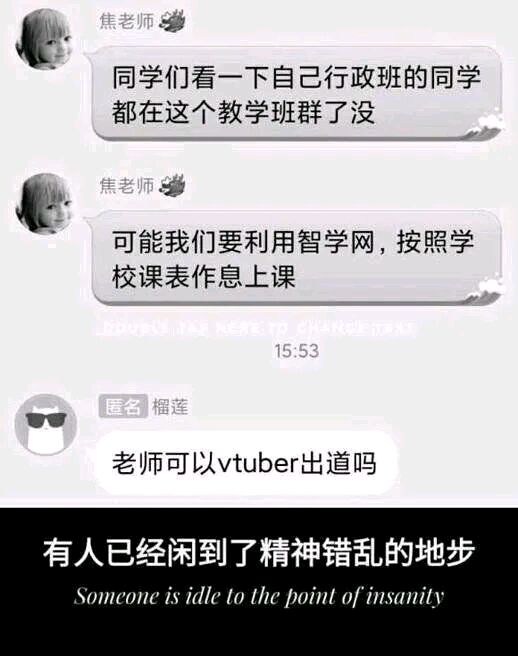 焦老师
同学们看一下自己行政班的同学
都在这个教学班群了没
焦老师
可能我们要利用智学网，按照学
校课表作息上课
DOUBLE TAP HERE TO CHANGE TEXT
15:53
匿名 榴莲
老师可以vtuber出道吗
有人已经闲到了精神错乱的地步
Someone is idle to the point of insanity